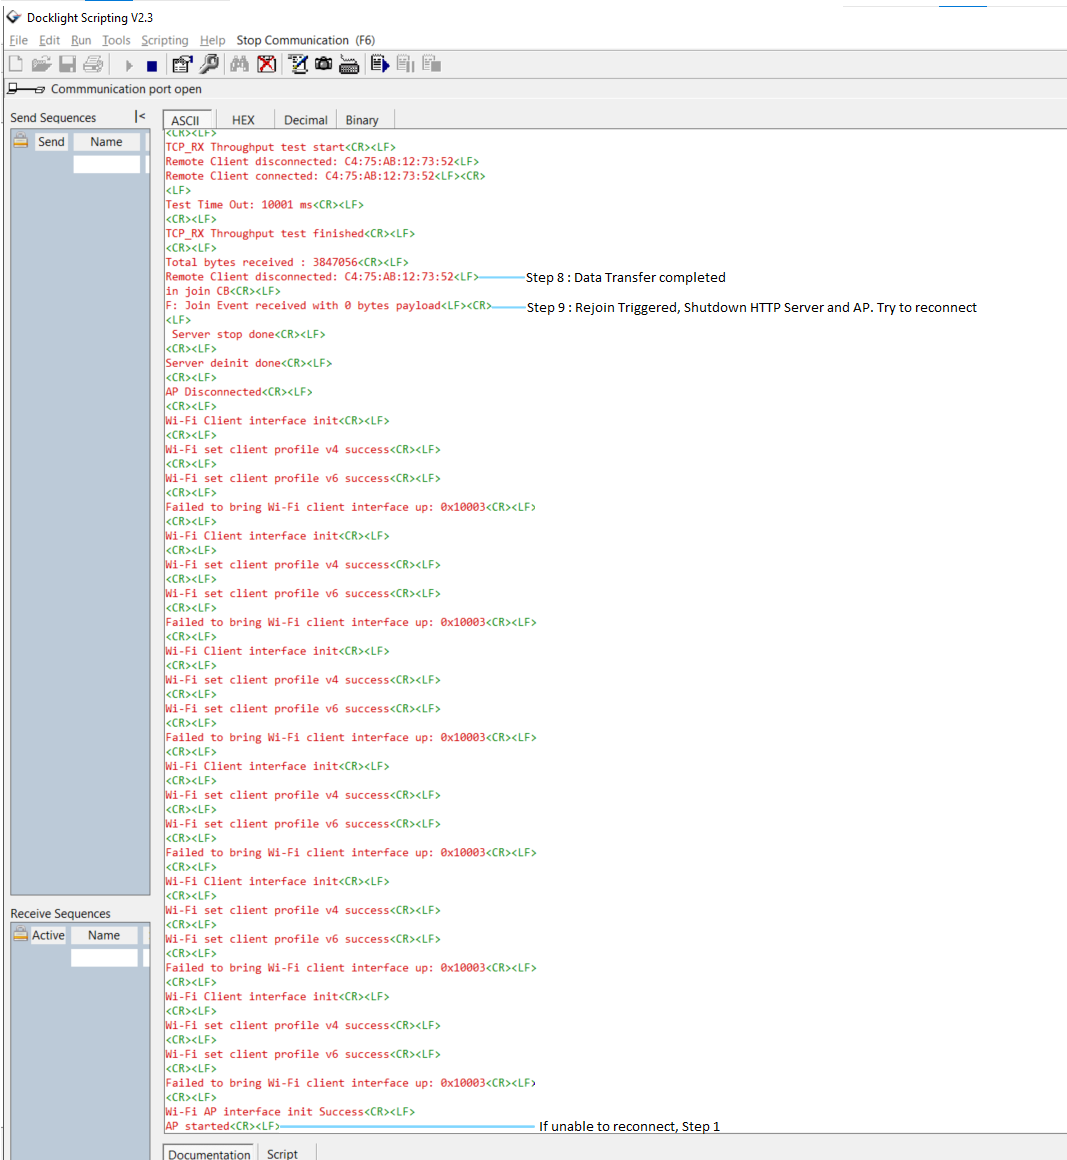 Docklight Scripting V2.3
File Edit Run Tools Scripting Help Stop Communication (F6)
Commmunication port open
Send Sequences |<
Send Name
ASCII HEX Decimal Binary
<CR><LF>
TCP_RX Throughput test start<CR><LF>
Remote Client disconnected: C4:75:AB:12:73:52<LF>
Remote Client connected: C4:75:AB:12:73:52<LF><CR>
<LF>
Test Time Out: 10001 ms<CR><LF>
<CR><LF>
TCP_RX Throughput test finished<CR><LF>
<CR><LF>
Total bytes received : 3847056<CR><LF>
Remote Client disconnected: C4:75:AB:12:73:52<LF> Step 8 : Data Transfer completed
in join CB<CR><LF>
F: Join Event received with 0 bytes payload<LF><CR> Step 9 : Rejoin Triggered, Shutdown HTTP Server and AP. Try to reconnect
<LF>
Server stop done<CR><LF>
<CR><LF>
Server deinit done<CR><LF>
<CR><LF>
AP Disconnected<CR><LF>
<CR><LF>
Wi-Fi Client interface init<CR><LF>
<CR><LF>
Wi-Fi set client profile v4 success<CR><LF>
<CR><LF>
Wi-Fi set client profile v6 success<CR><LF>
<CR><LF>
Failed to bring Wi-Fi client interface up: 0x10003<CR><LF>
<CR><LF>
Wi-Fi Client interface init<CR><LF>
<CR><LF>
Wi-Fi set client profile v4 success<CR><LF>
<CR><LF>
Wi-Fi set client profile v6 success<CR><LF>
<CR><LF>
Failed to bring Wi-Fi client interface up: 0x10003<CR><LF>
<CR><LF>
Wi-Fi Client interface init<CR><LF>
<CR><LF>
Wi-Fi set client profile v4 success<CR><LF>
<CR><LF>
Wi-Fi set client profile v6 success<CR><LF>
<CR><LF>
Failed to bring Wi-Fi client interface up: 0x10003<CR><LF>
<CR><LF>
Wi-Fi Client interface init<CR><LF>
<CR><LF>
Wi-Fi set client profile v4 success<CR><LF>
<CR><LF>
Wi-Fi set client profile v6 success<CR><LF>
<CR><LF>
Failed to bring Wi-Fi client interface up: 0x10003<CR><LF>
<CR><LF>
Wi-Fi Client interface init<CR><LF>
<CR><LF>
Wi-Fi set client profile v4 success<CR><LF>
<CR><LF>
Wi-Fi set client profile v6 success<CR><LF>
<CR><LF>
Failed to bring Wi-Fi client interface up: 0x10003<CR><LF>
<CR><LF>
Wi-Fi Client interface init<CR><LF>
<CR><LF>
Wi-Fi set client profile v4 success<CR><LF>
<CR><LF>
Wi-Fi set client profile v6 success<CR><LF>
<CR><LF>
Failed to bring Wi-Fi client interface up: 0x10003<CR><LF>
<CR><LF>
Wi-Fi AP interface init Success<CR><LF>
AP started<CR><LF> If unable to reconnect, Step 1
Receive Sequences
Active Name
Documentation Script